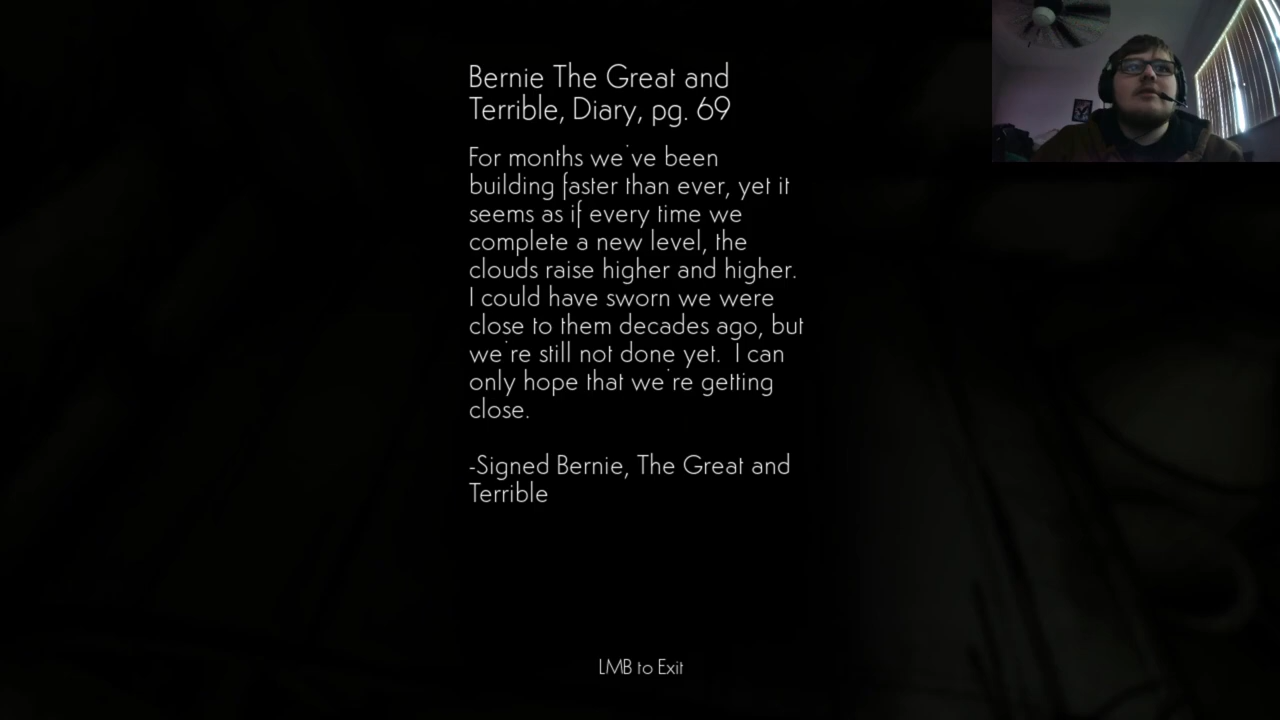 Bernie The Great and
Terrible, Diary, pg. 69
For months we've been
building faster than ever, yet it
seems as if every time we
complete a new level, the
clouds raise higher and higher.
I could have sworn we were
close to them decades ago, but
we're still not done yet.  I can
only hope that we're getting
close.
-Signed Bernie, The Great and
Terrible
LMB to Exit